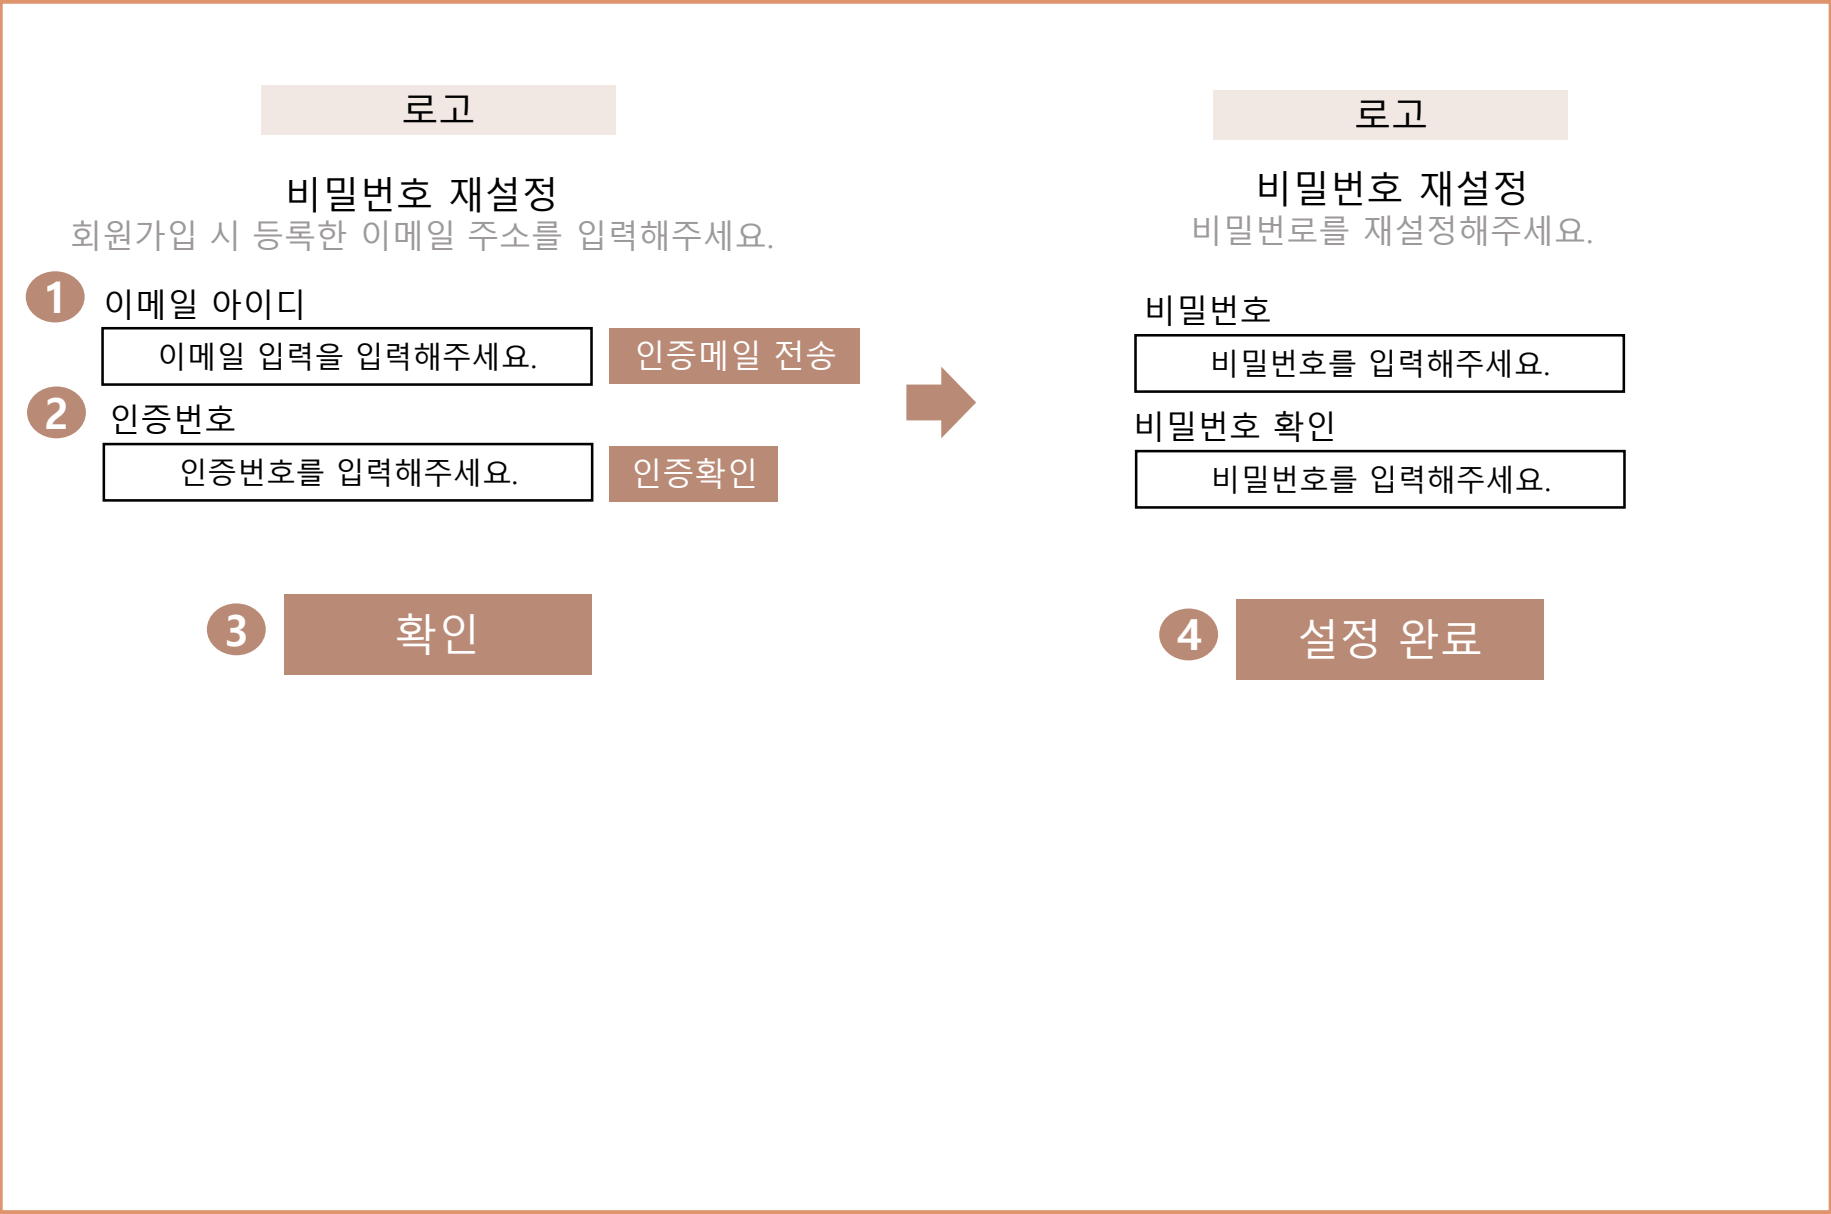 로고
비밀번호 재설정
회원가입 시 등록한 이메일 주소를 입력해주세요.
1 이메일 아이디
이메일 입력을 입력해주세요. 인증메일 전송
2 인증번호
인증번호를 입력해주세요. 인증확인
3 확인
로고
비밀번호 재설정
비밀번로를 재설정해주세요.
비밀번호
비밀번호를 입력해주세요.
비밀번호 확인
비밀번호를 입력해주세요.
4 설정 완료